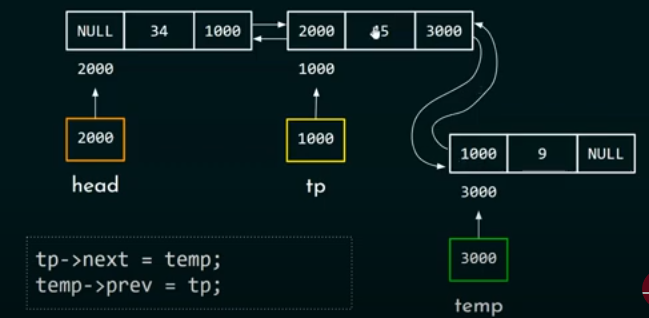 NULL 34 1000 2000 3000
2000 1000
1000 9 NULL
2000 1000
3000
head tp
3000
tp->next = temp;
temp->prev = tp;
temp